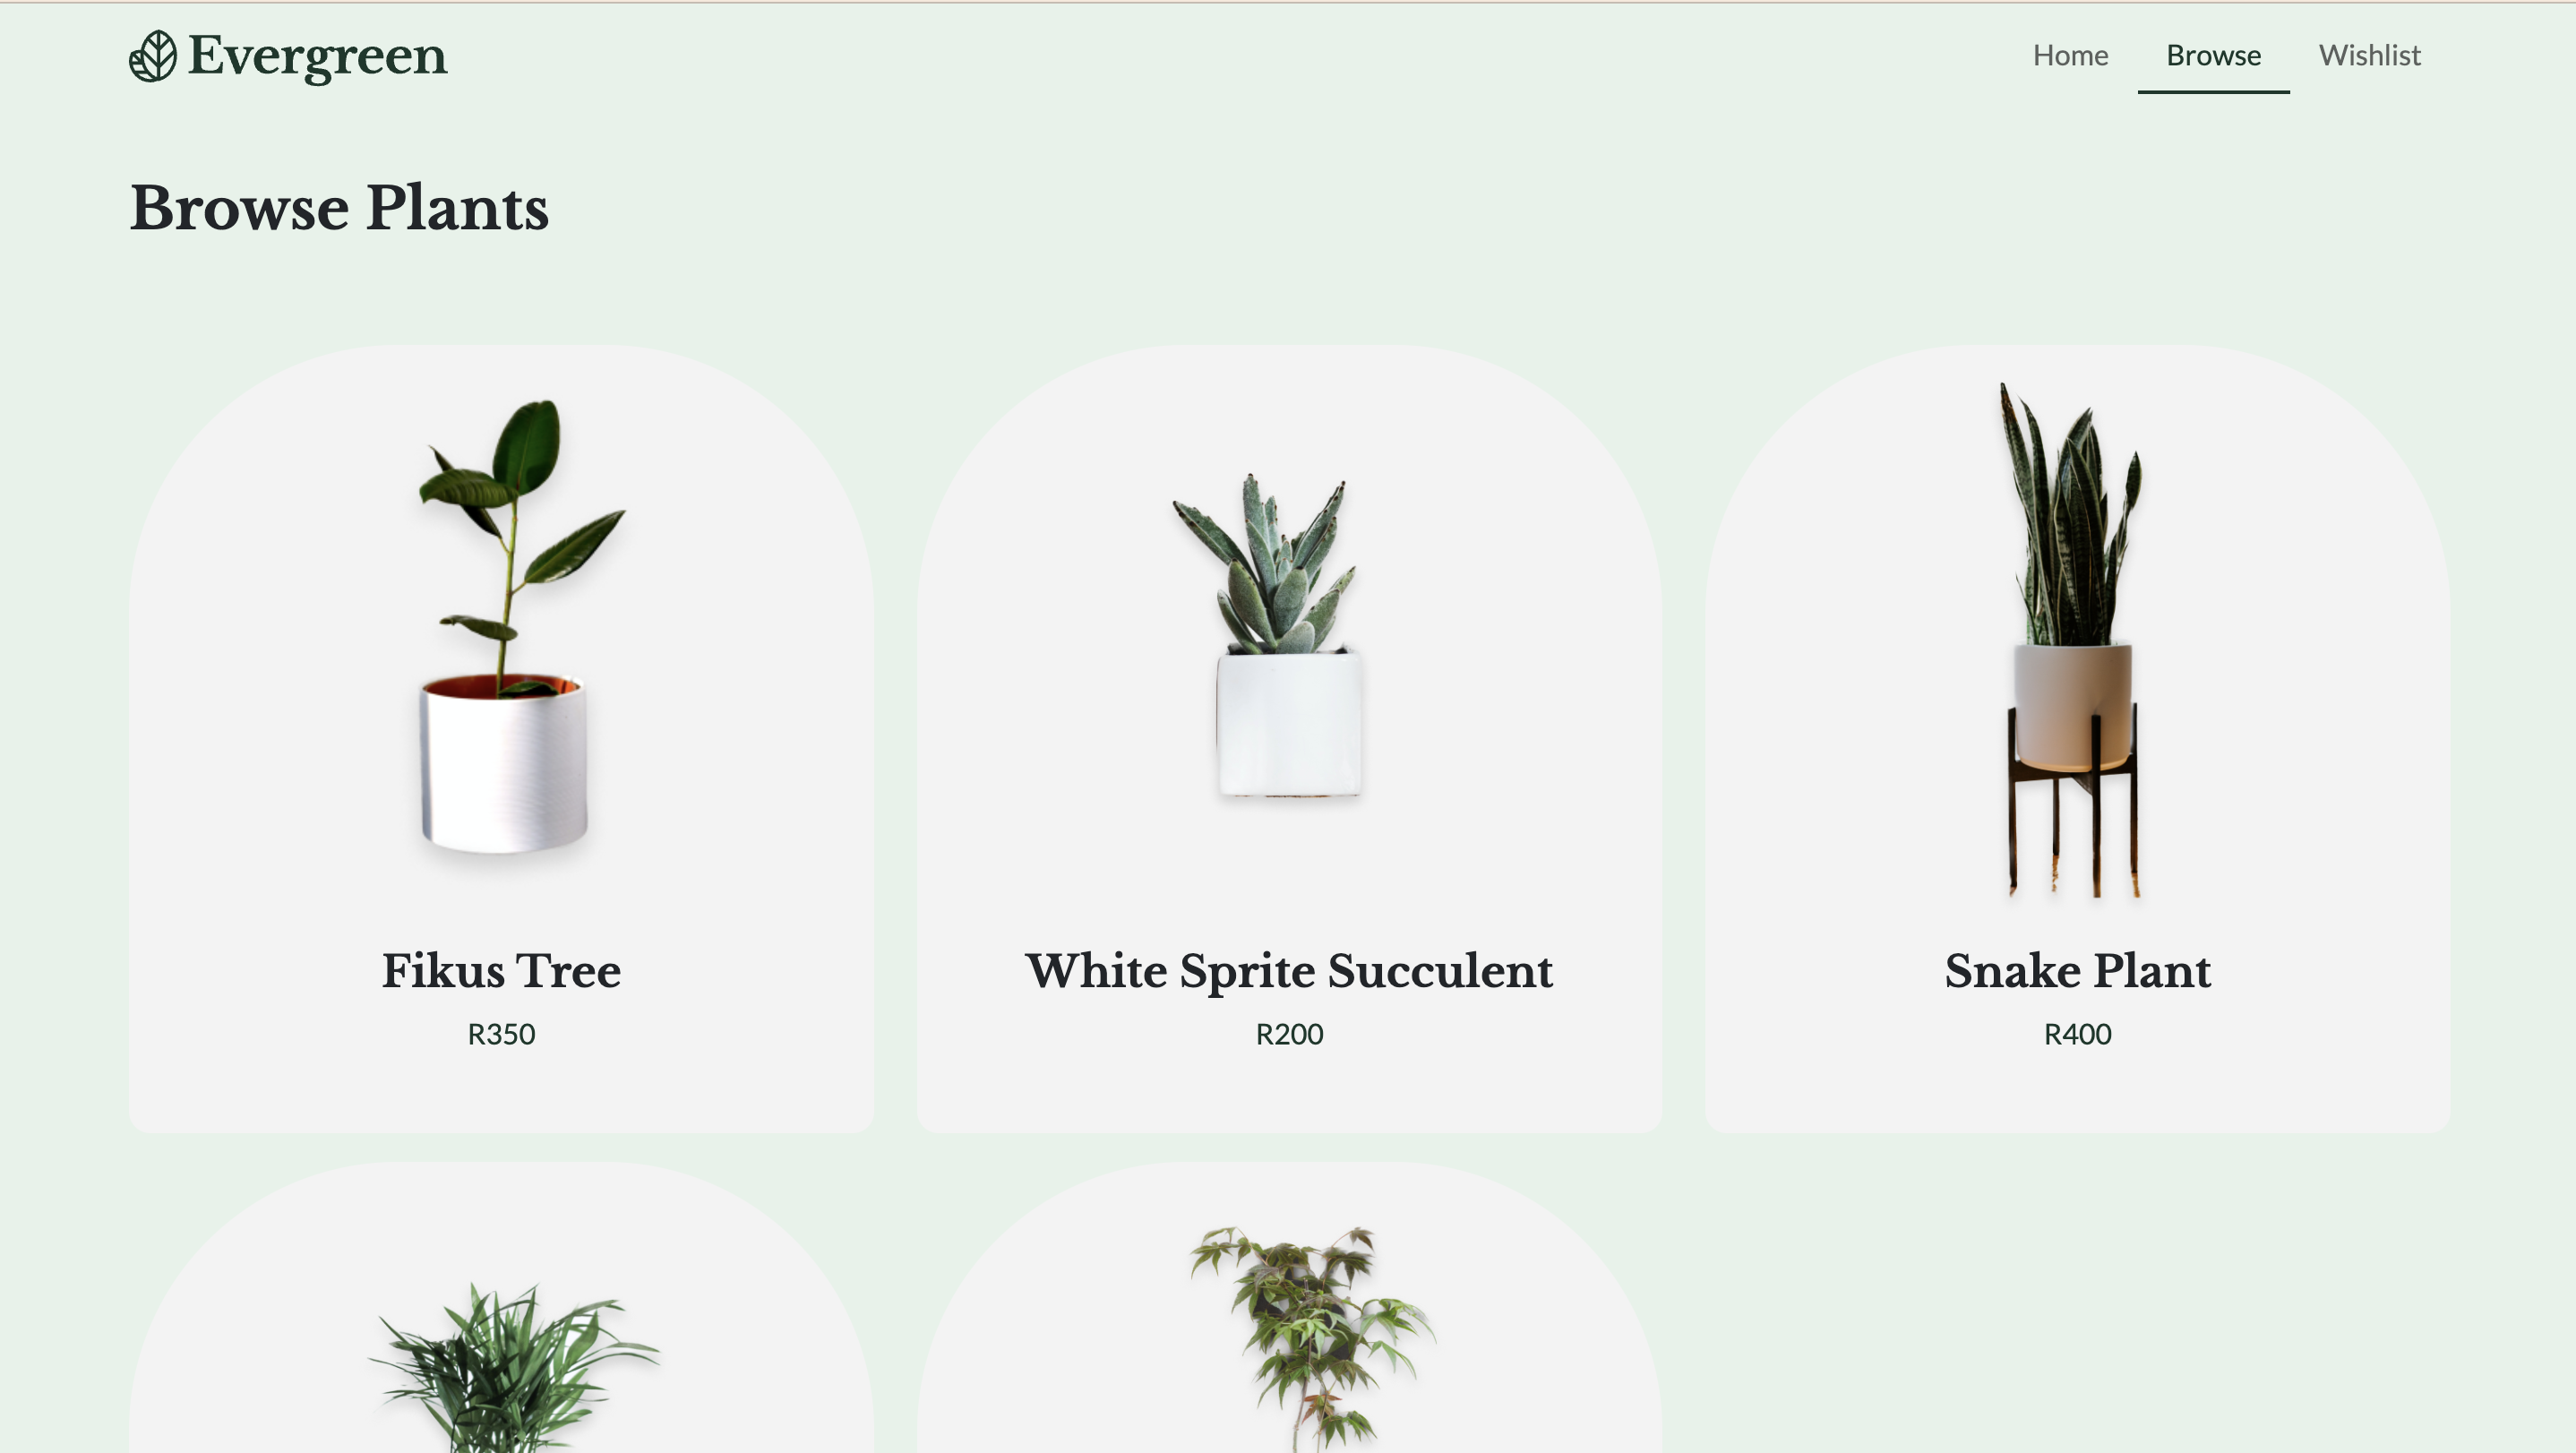 Evergreen
Home
Browse
Wishlist
Browse Plants
Fikus Tree
White Sprite Succulent
Snake Plant
R350
R200
R400